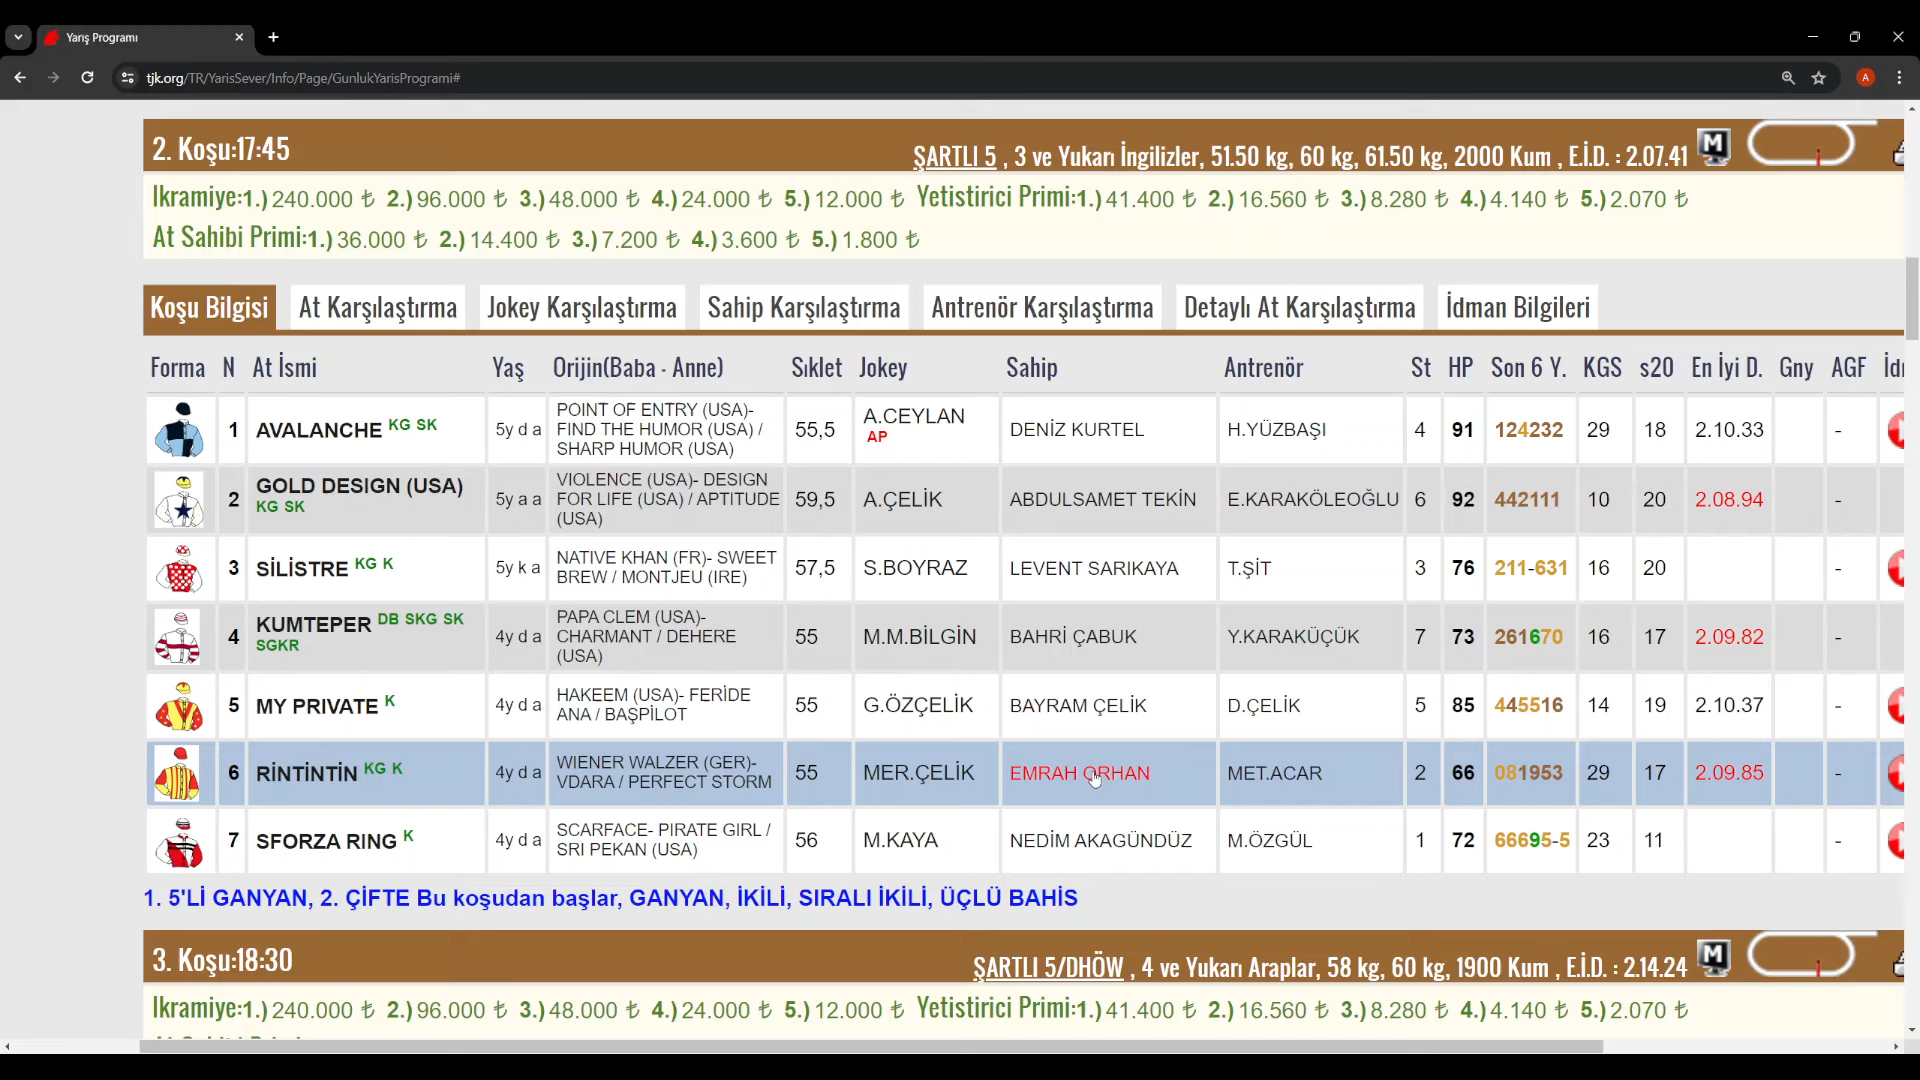 Yarış Programı
tjk.org/TR/YarisSever/Info/Page/GunlukYarisProgrami#
A
2. Koşu:17:45
ŞARTLI 5 , 3 ve Yukarı İngilizler, 51.50 kg, 60 kg, 61.50 kg, 2000 Kum , E.İ.D. : 2.07.41
M
Ikramiye:1.) 240.000 ₺ 2.) 96.000 ₺ 3.) 48.000 ₺ 4.) 24.000 ₺ 5.) 12.000 ₺ Yetistirici Primi:1.) 41.400 ₺ 2.) 16.560 ₺ 3.) 8.280 ₺ 4.) 4.140 ₺ 5.) 2.070 ₺
At Sahibi Primi:1.) 36.000 ₺ 2.) 14.400 ₺ 3.) 7.200 ₺ 4.) 3.600 ₺ 5.) 1.800 ₺
Koşu Bilgisi At Karşılaştırma Jokey Karşılaştırma Sahip Karşılaştırma Antrenör Karşılaştırma Detaylı At Karşılaştırma İdman Bilgileri
Forma N At İsmi Yaş Orijin(Baba - Anne) Sıklet Jokey Sahip Antrenör St HP Son 6 Y. KGS s20 En İyi D. Gny AGF
1 AVALANCHE KG SK 5y d a POINT OF ENTRY (USA)- FIND THE HUMOR (USA) / SHARP HUMOR (USA) 55,5 A.CEYLAN AP DENİZ KURTEL H.YÜZBAŞI 4 91 124232 29 18 2.10.33 -
2 GOLD DESIGN (USA) KG SK 5y a a VIOLENCE (USA)- DESIGN FOR LIFE (USA) / APTITUDE (USA) 59,5 A.ÇELİK ABDULSAMET TEKİN E.KARAKÖLEOĞLU 6 92 442111 10 20 2.08.94 -
3 SİLİSTRE KG K 5y k a NATIVE KHAN (FR)- SWEET BREW / MONTJEU (IRE) 57,5 S.BOYRAZ LEVENT SARIKAYA T.ŞİT 3 76 211-631 16 20 -
4 KUMTEPER DB SKG SK SGKR 4y d a PAPA CLEM (USA)- CHARMANT / DEHERE (USA) 55 M.M.BİLGİN BAHRİ ÇABUK Y.KARAKÜÇÜK 7 73 261670 16 17 2.09.82 -
5 MY PRIVATE K 4y d a HAKEEM (USA)- FERİDE ANA / BAŞPİLOT 55 G.ÖZÇELİK BAYRAM ÇELİK D.ÇELİK 5 85 445516 14 19 2.10.37 -
6 RİNTİNTİN KG K 4y d a WIENER WALZER (GER)- VDARA / PERFECT STORM 55 MER.ÇELİK EMRAH ORHAN MET.ACAR 2 66 081953 29 17 2.09.85 -
7 SFORZA RING K 4y d a SCARFACE- PIRATE GIRL / SRI PEKAN (USA) 56 M.KAYA NEDİM AKAGÜNDÜZ M.ÖZGÜL 1 72 66695-5 23 11 -
1. 5'Lİ GANYAN, 2. ÇİFTE Bu koşudan başlar, GANYAN, İKİLİ, SIRALI İKİLİ, ÜÇLÜ BAHİS
3. Koşu:18:30
ŞARTLI 5/DHÖW , 4 ve Yukarı Araplar, 58 kg, 60 kg, 1900 Kum , E.İ.D. : 2.14.24
M
Ikramiye:1.) 240.000 ₺ 2.) 96.000 ₺ 3.) 48.000 ₺ 4.) 24.000 ₺ 5.) 12.000 ₺ Yetistirici Primi:1.) 41.400 ₺ 2.) 16.560 ₺ 3.) 8.280 ₺ 4.) 4.140 ₺ 5.) 2.070 ₺